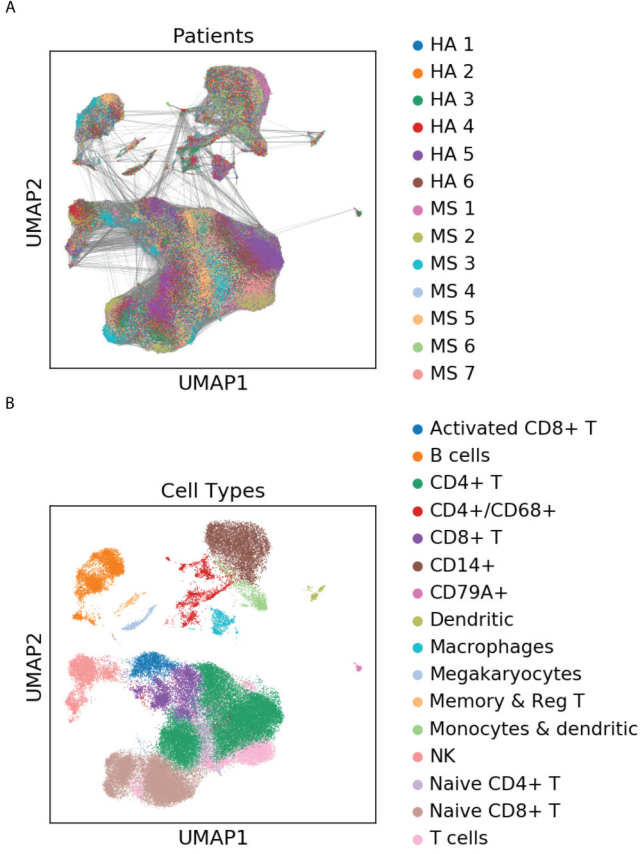 A
Patients
UMAP2
UMAP1
HA 1
HA 2
HA 3
HA 4
HA 5
HA 6
MS 1
MS 2
MS 3
MS 4
MS 5
MS 6
MS 7
B
Cell Types
UMAP2
UMAP1
Activated CD8+ T
B cells
CD4+ T
CD4+/CD68+
CD8+ T
CD14+
CD79A+
Dendritic
Macrophages
Megakaryocytes
Memory & Reg T
Monocytes & dendritic
NK
Naive CD4+ T
Naive CD8+ T
T cells